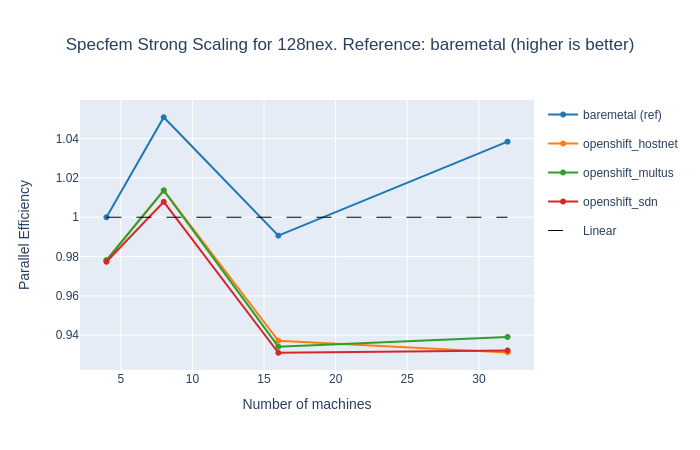 Specfem Strong Scaling for 128nex. Reference: baremetal (higher is better)
Parallel Efficiency
1.04
1.02
1
0.98
0.96
0.94
5 10 15 20 25 30
Number of machines
baremetal (ref)
openshift_hostnet
openshift_multus
openshift_sdn
Linear